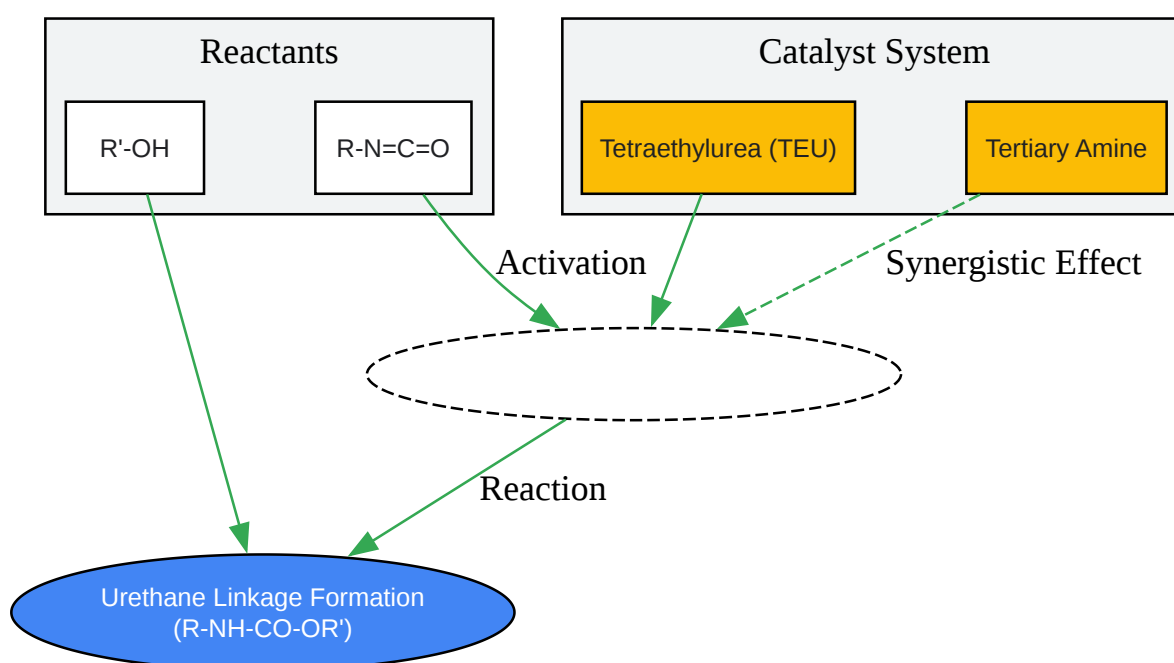 Reactants
Catalyst System
R'-OH
R-N=C=O
Tetraethylurea (TEU)
Tertiary Amine
Activation
Synergistic Effect
Reaction
Urethane Linkage Formation
(R-NH-CO-OR')